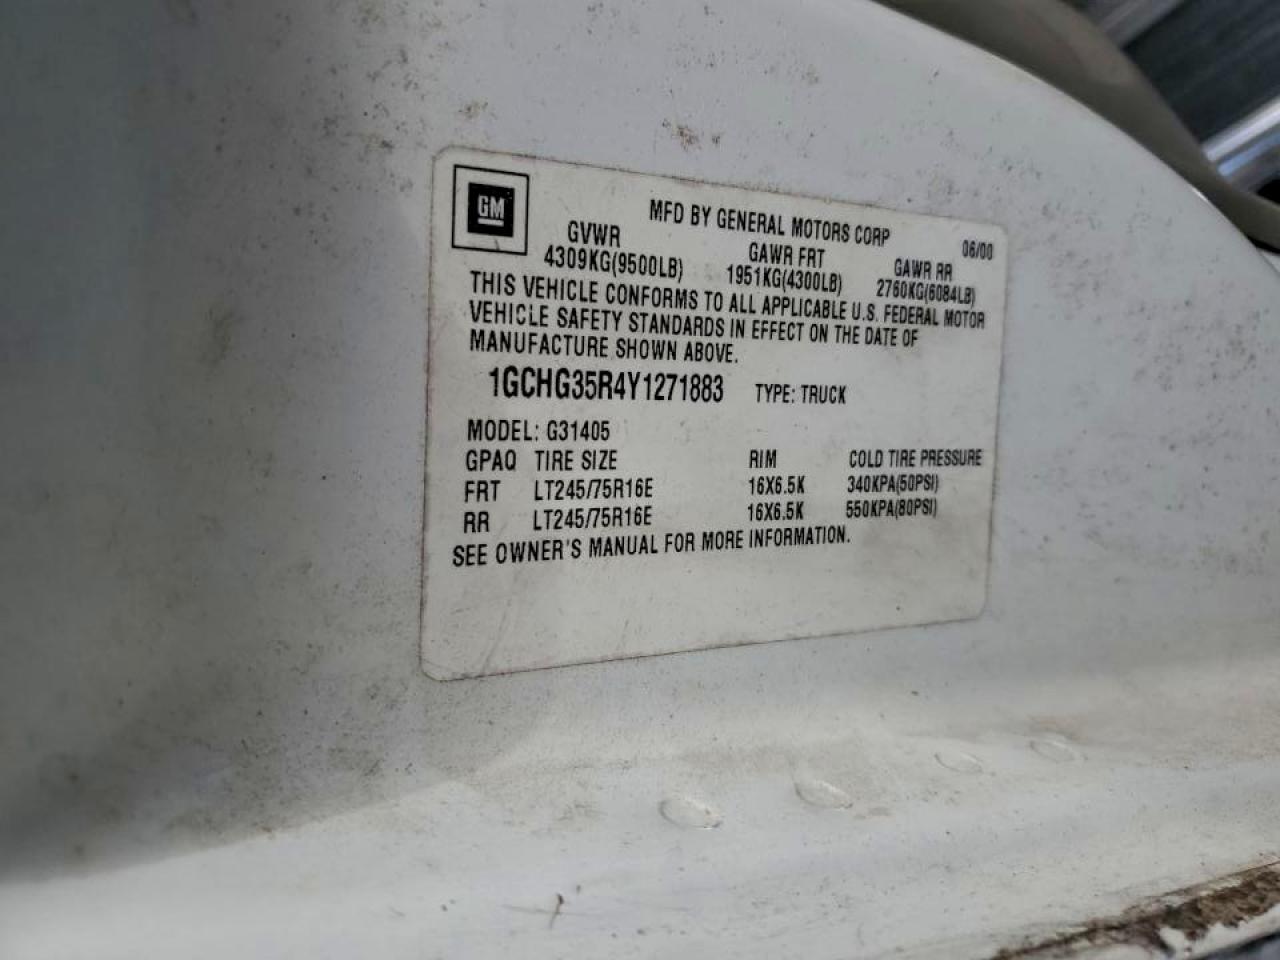 GM
MFD BY GENERAL MOTORS CORP 06/00
GVWR GAWR FRT GAWR RR
4309KG(9500LB) 1951KG(4300LB) 2760KG(6084LB)
THIS VEHICLE CONFORMS TO ALL APPLICABLE U.S. FEDERAL MOTOR
VEHICLE SAFETY STANDARDS IN EFFECT ON THE DATE OF
MANUFACTURE SHOWN ABOVE.
1GCHG35R4Y1271883 TYPE: TRUCK
MODEL: G31405
GPAQ TIRE SIZE RIM COLD TIRE PRESSURE
FRT LT245/75R16E 16X6.5K 340KPA(50PSI)
RR LT245/75R16E 16X6.5K 550KPA(80PSI)
SEE OWNER'S MANUAL FOR MORE INFORMATION.